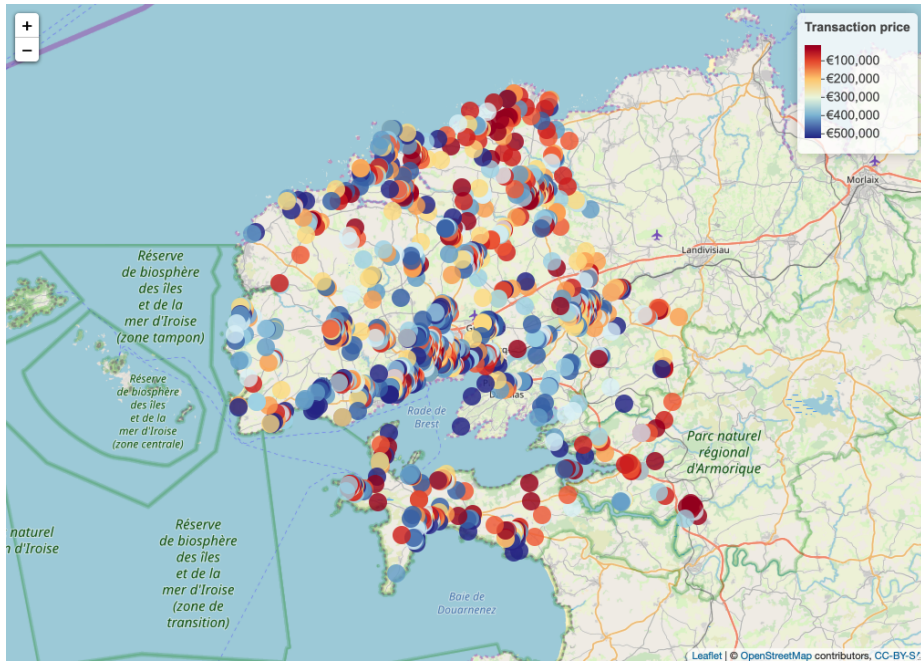 +
−
Transaction price
€100,000
€200,000
€300,000
€400,000
€500,000
Morlaix
Landivisiau
Réserve
de biosphère
des îles
et de la
mer d'Iroise
(zone tampon)
Réserve
de biosphère
des îles
et de la
mer d'Iroise
(zone centrale)
Rade de
Brest
Parc naturel
régional
d'Armorique
naturel
d'Iroise
Réserve
de biosphère
des îles
et de la
mer d'Iroise
(zone de
transition)
Baie de
Douarnenez
Leaflet | © OpenStreetMap contributors, CC-BY-S